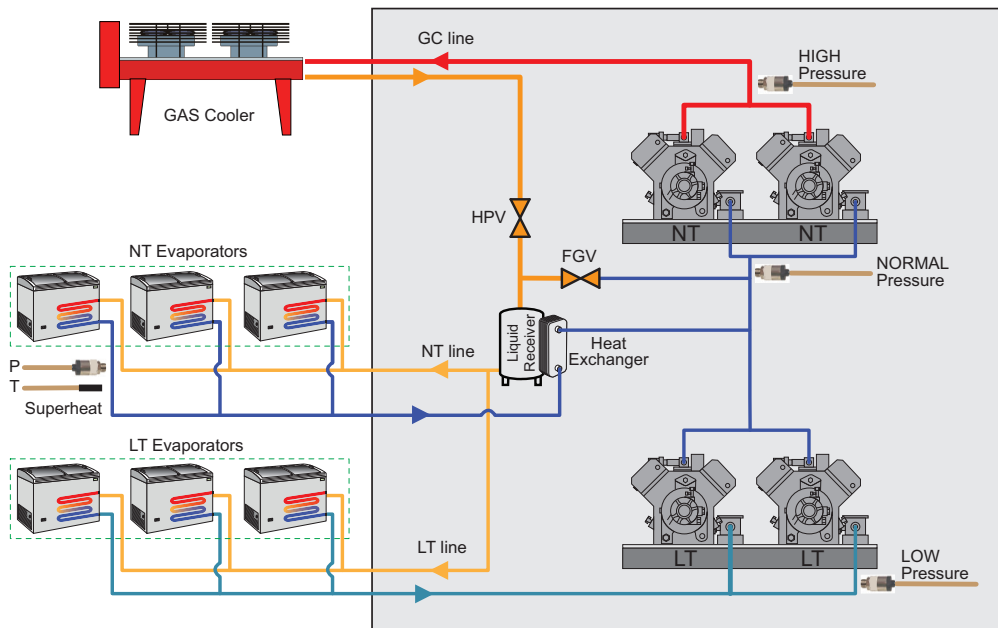 GC line
HIGH
Pressure
GAS Cooler
HPV
NT
NT
NT Evaporators
FGV
NORMAL
Pressure
Liquid
Receiver
Heat
Exchanger
NT line
P
T
Superheat
LT Evaporators
LT line
LT
LT
LOW
Pressure